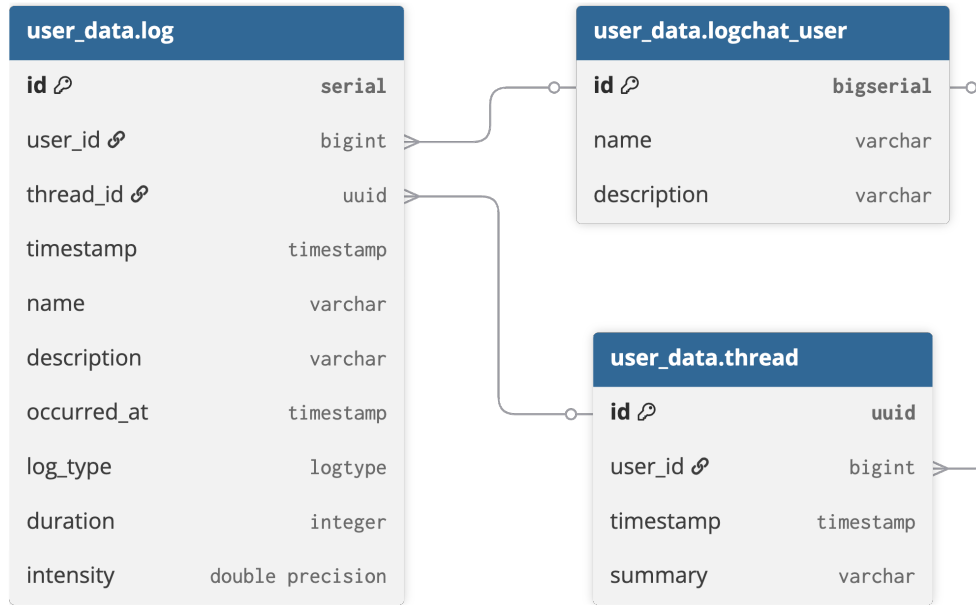 user_data.log
id serial
user_id bigint
thread_id uuid
timestamp timestamp
name varchar
description varchar
occurred_at timestamp
log_type logtype
duration integer
intensity double precision
user_data.logchat_user
id bigserial
name varchar
description varchar
user_data.thread
id uuid
user_id bigint
timestamp timestamp
summary varchar